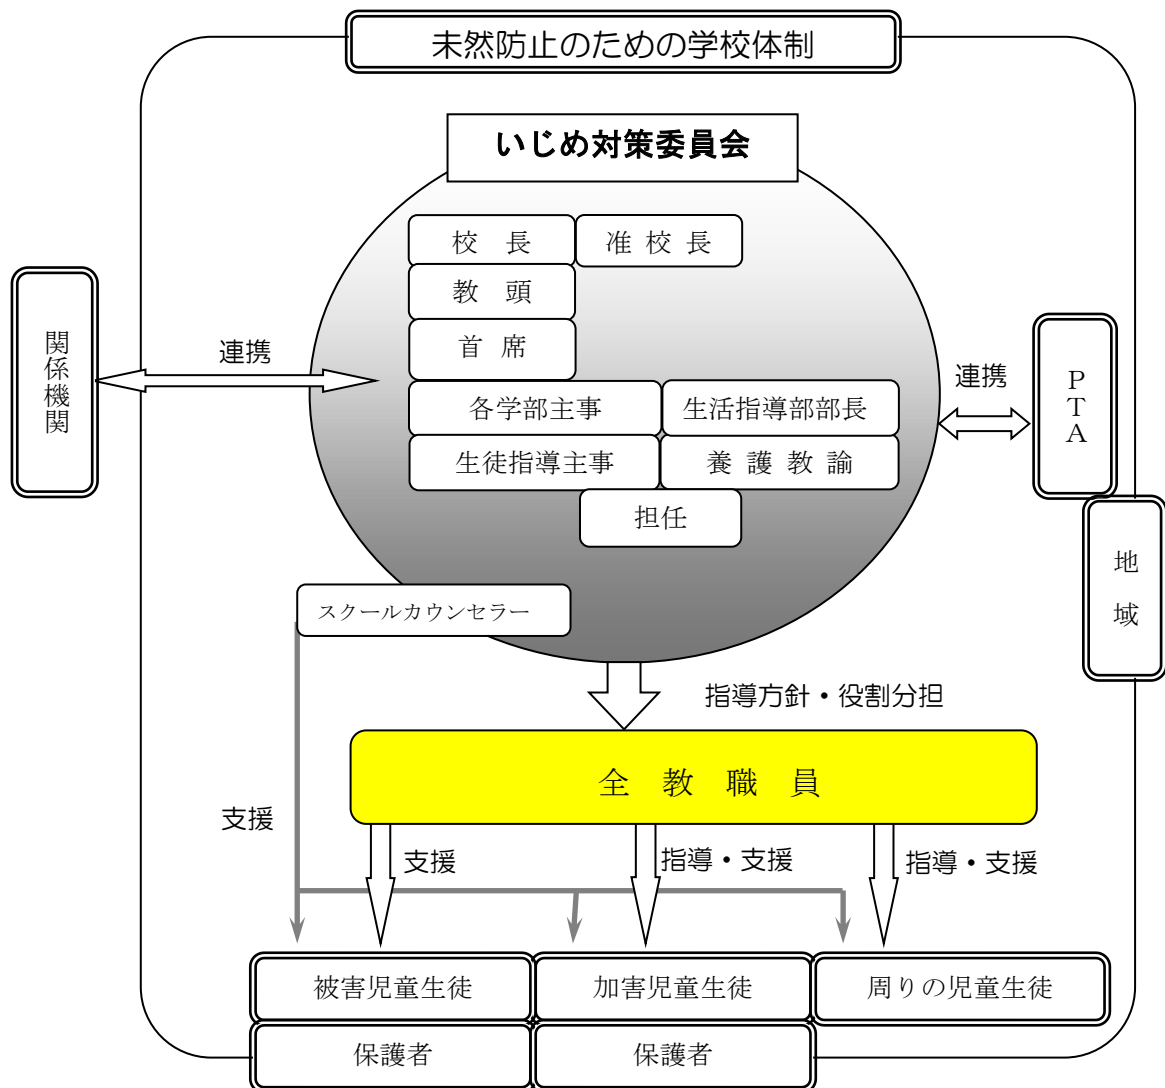 未然防止のための学校体制
いじめ対策委員会
校　長
准 校 長
教　頭
首 席
各学部主事
生活指導部部長
生徒指導主事
養 護 教 諭
担任
スクールカウンセラー
関係機関
連携
連携
PTA
地域
指導方針・役割分担
全　教　職　員
支援
支援
指導・支援
指導・支援
被害児童生徒
加害児童生徒
周りの児童生徒
保護者
保護者